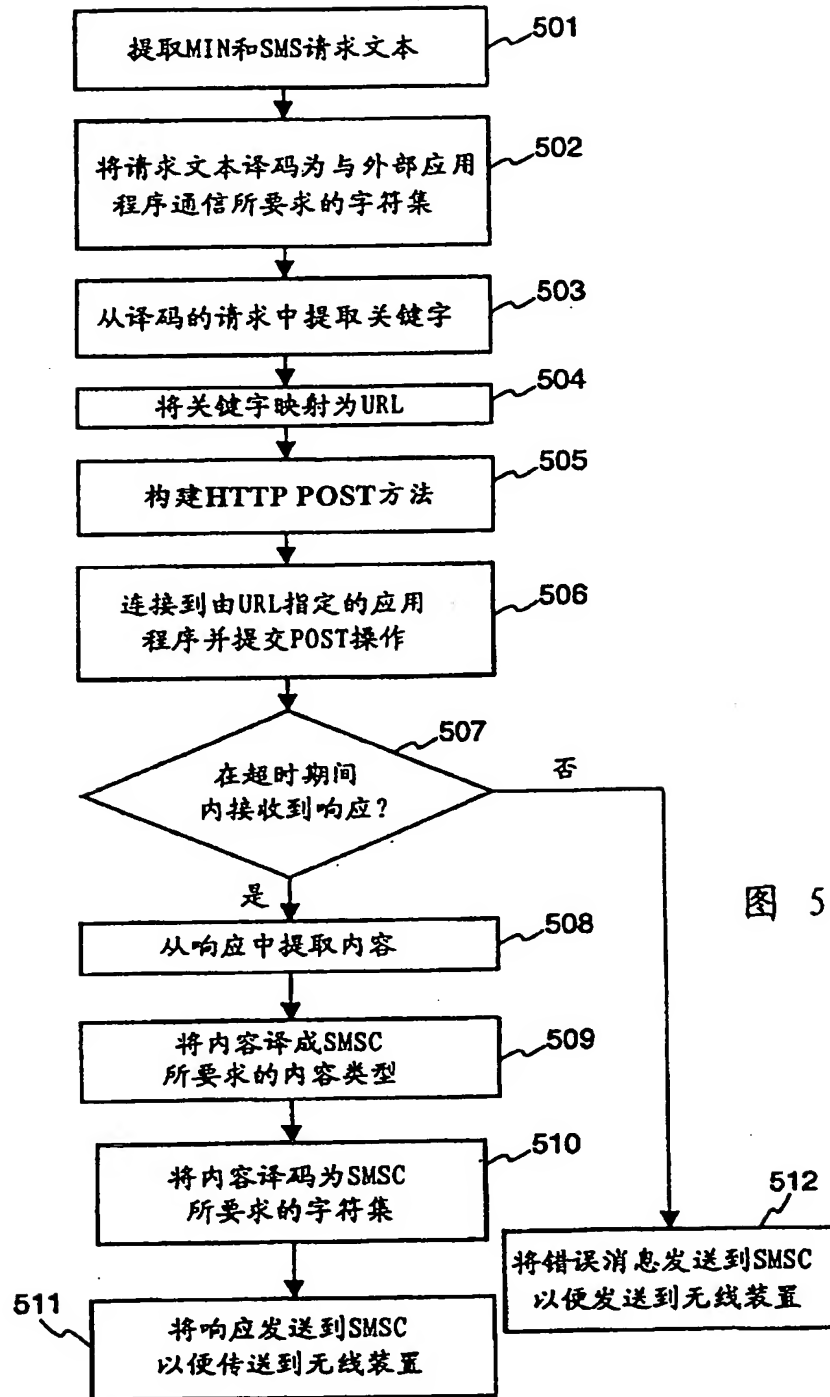 提取MIN和SMS请求文本
501
将请求文本译码为与外部应用
程序通信所要求的字符集
502
从译码的请求中提取关键字
503
将关键字映射为URL
504
构建HTTP POST方法
505
连接到由URL指定的应用
程序并提交POST操作
506
在超时期间
内接收到响应?
507
否
是
图 5
从响应中提取内容
508
将内容译成SMSC
所要求的内容类型
509
将内容译码为SMSC
所要求的字符集
510
将错误消息发送到SMSC
以便发送到无线装置
512
511
将响应发送到SMSC
以便传送到无线装置